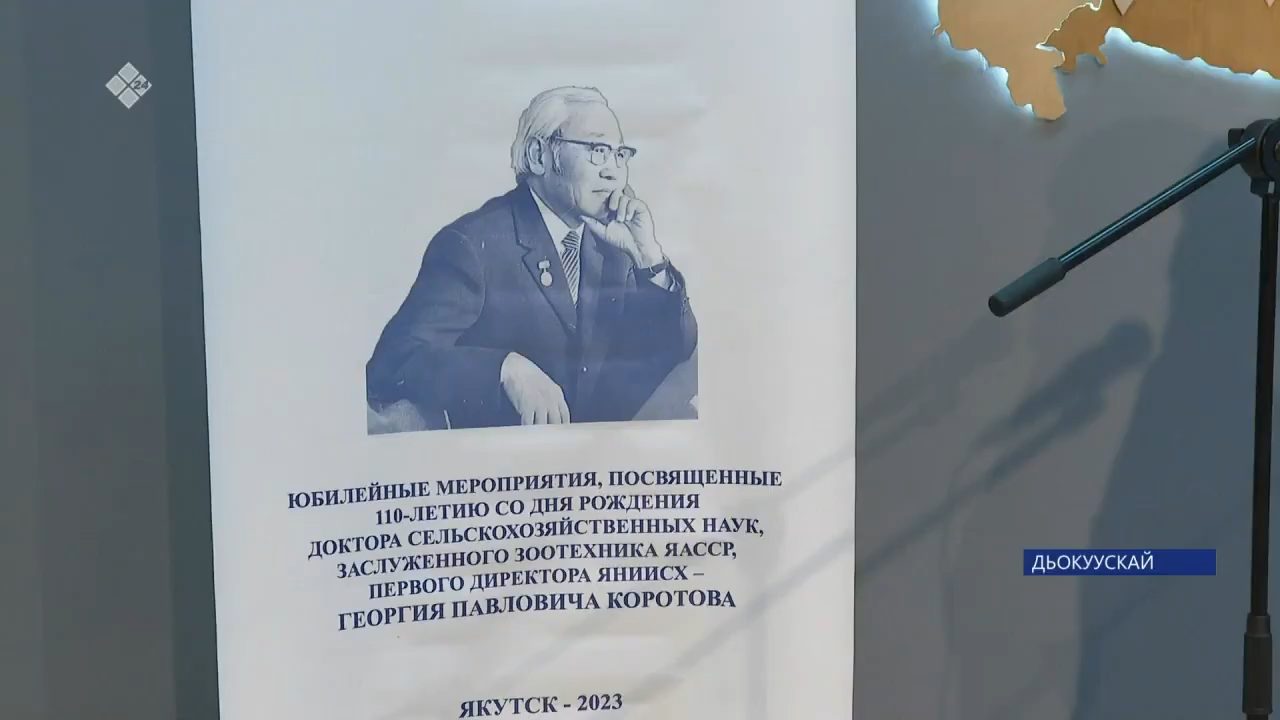 24
ЮБИЛЕЙНЫЕ МЕРОПРИЯТИЯ, ПОСВЯЩЕННЫЕ
110-ЛЕТИЮ СО ДНЯ РОЖДЕНИЯ
ДОКТОРА СЕЛЬСКОХОЗЯЙСТВЕННЫХ НАУК,
ЗАСЛУЖЕННОГО ЗООТЕХНИКА ЯАССР,
ПЕРВОГО ДИРЕКТОРА ЯНИИСХ –
ГЕОРГИЯ ПАВЛОВИЧА КОРОТОВА
ДЬОКУУСКАЙ
ЯКУТСК - 2023